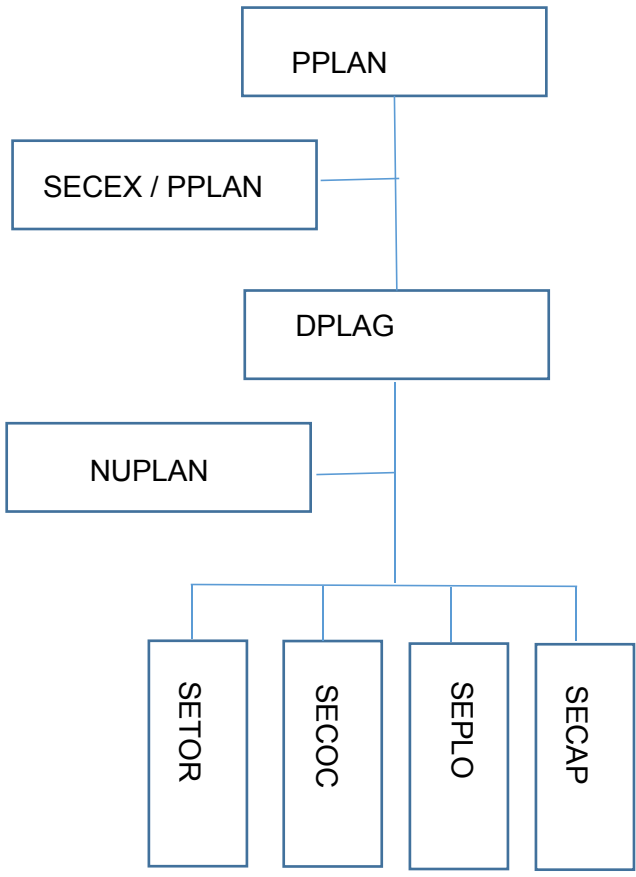 PPLAN
SECEX / PPLAN
DPLAG
NUPLAN
SETOR
SECOC
SEPLO
SECAP